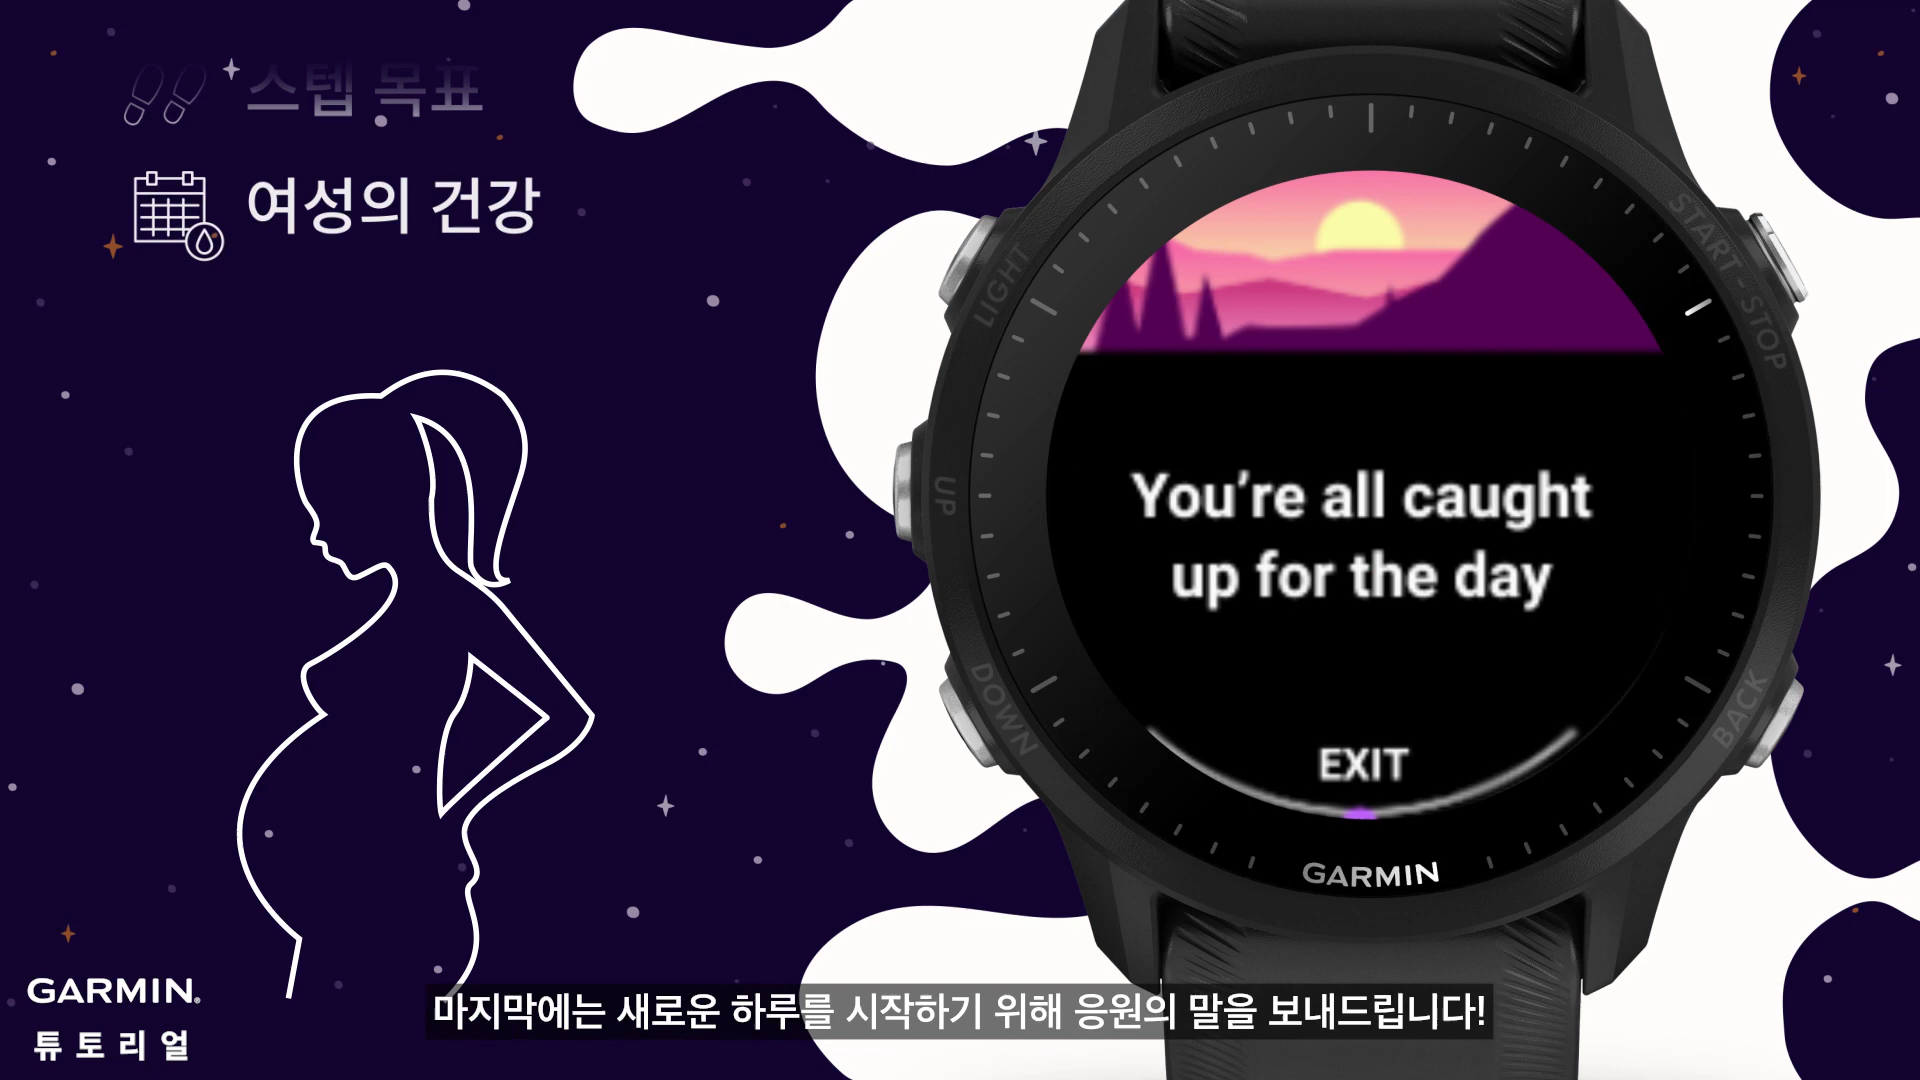 스텝 목표
여성의 건강
LIGHT
START - STOP
UP
DOWN
BACK
You're all caught
up for the day
EXIT
GARMIN
GARMIN®
튜토리얼
마지막에는 새로운 하루를 시작하기 위해 응원의 말을 보내드립니다!